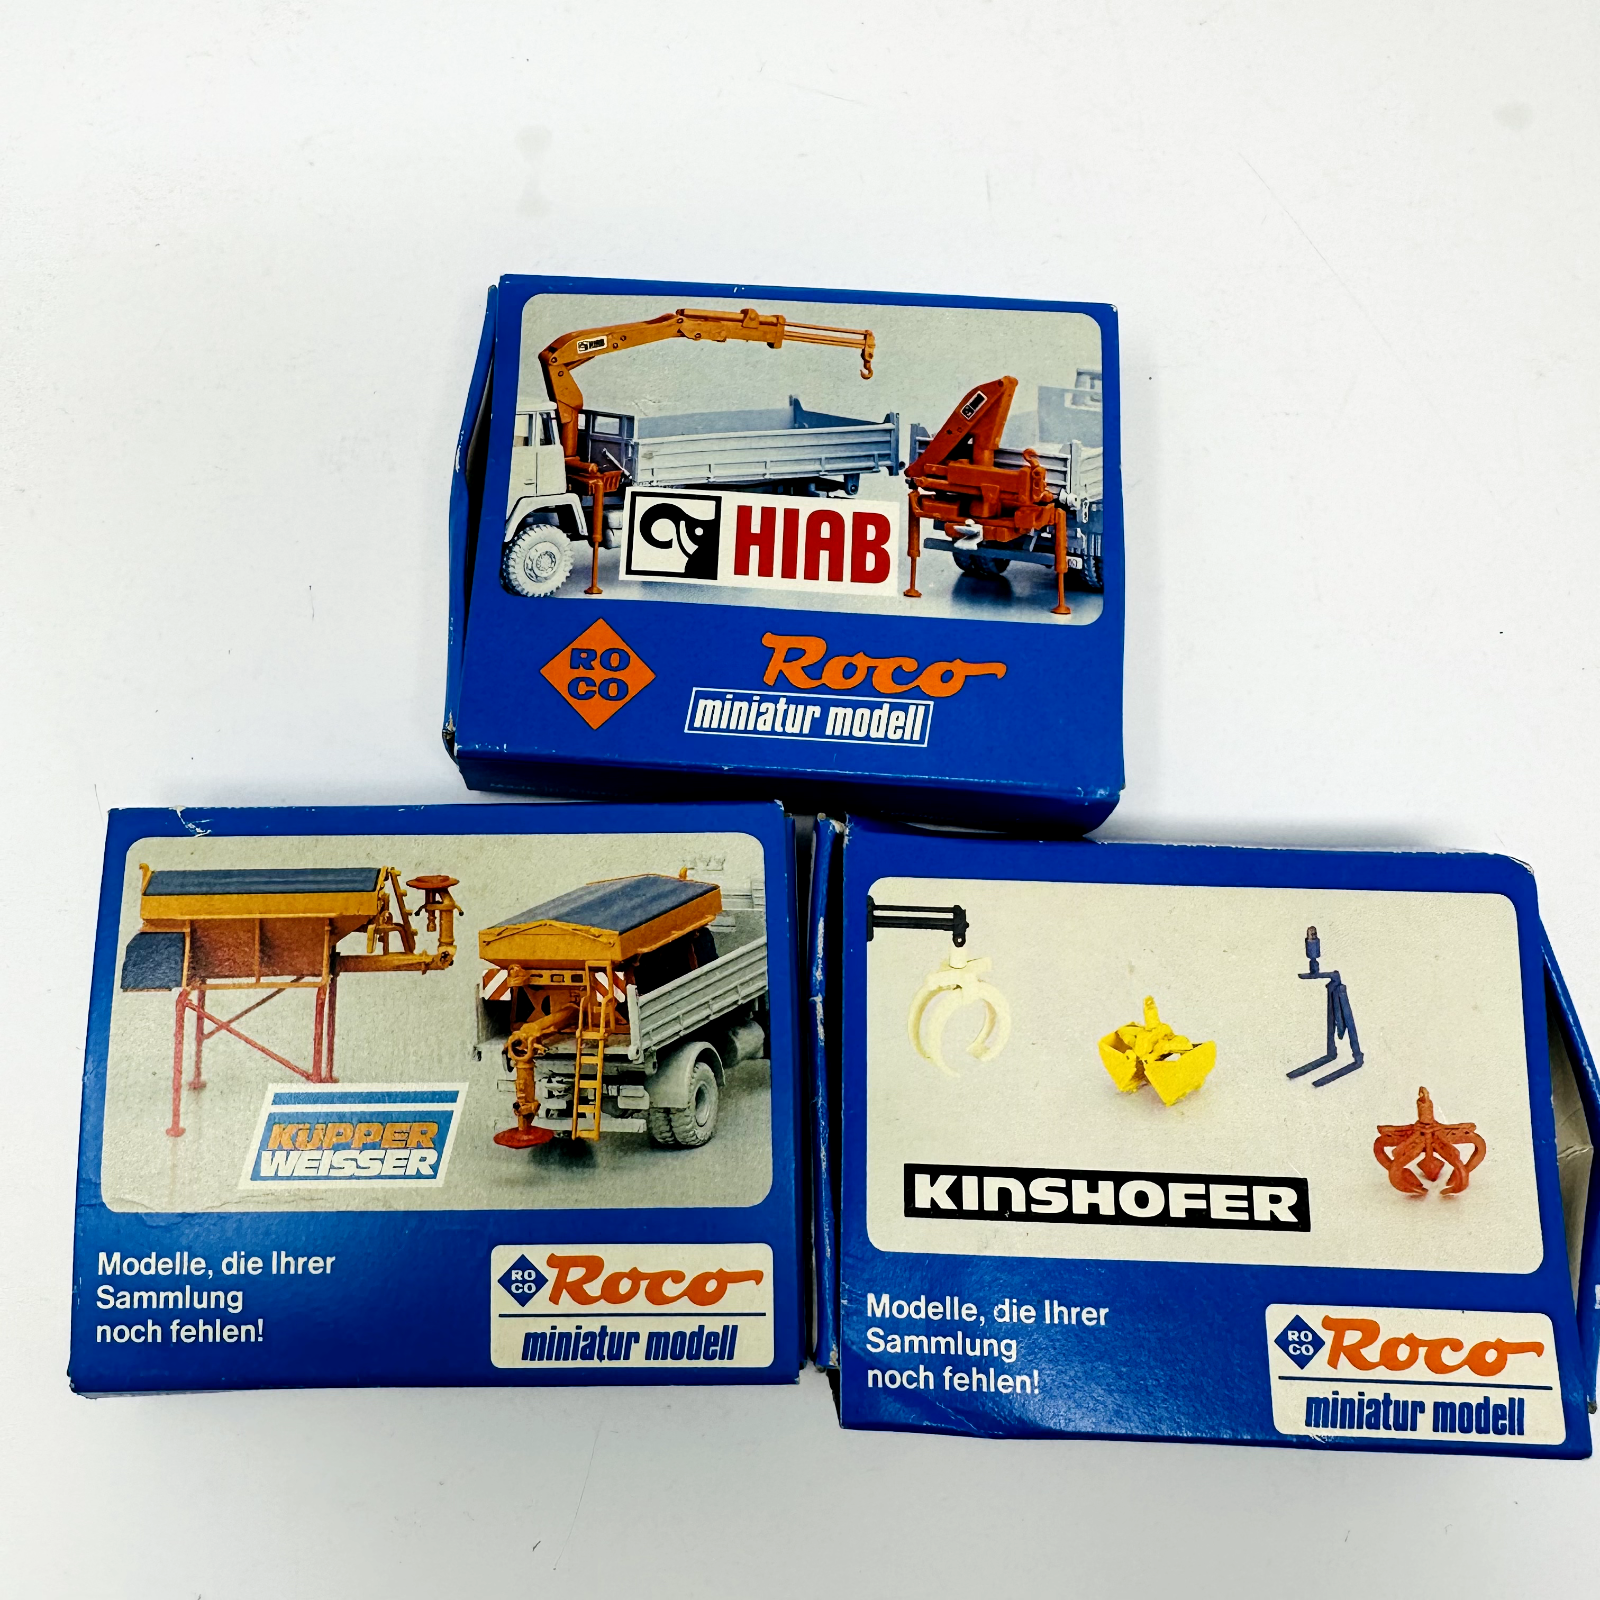 HIAB
HIAB
RO
CO
Roco
miniatur modell
KÜPPER
WEISSER
Modelle, die Ihrer
Sammlung
noch fehlen!
RO
CO
Roco
miniatur modell
KINSHOFER
Modelle, die Ihrer
Sammlung
noch fehlen!
RO
CO
Roco
miniatur modell